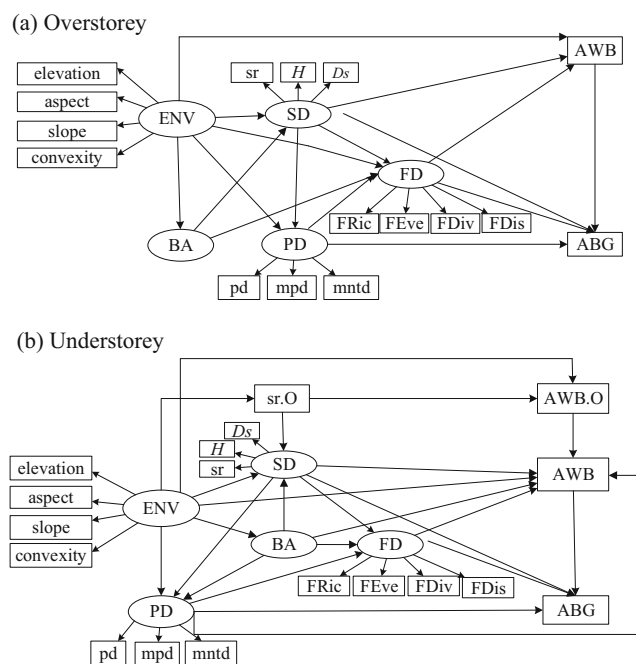 (a) Overstorey
AWB
elevation
sr
H
Ds
aspect
ENV
SD
slope
convexity
FD
FRic
FEve
FDiv
FDis
BA
PD
ABG
pd
mpd
mntd
(b) Understorey
sr.O
AWB.O
Ds
H
SD
sr
elevation
AWB
aspect
ENV
slope
BA
FD
convexity
FRic
FEve
FDiv
FDis
PD
ABG
pd
mpd
mntd